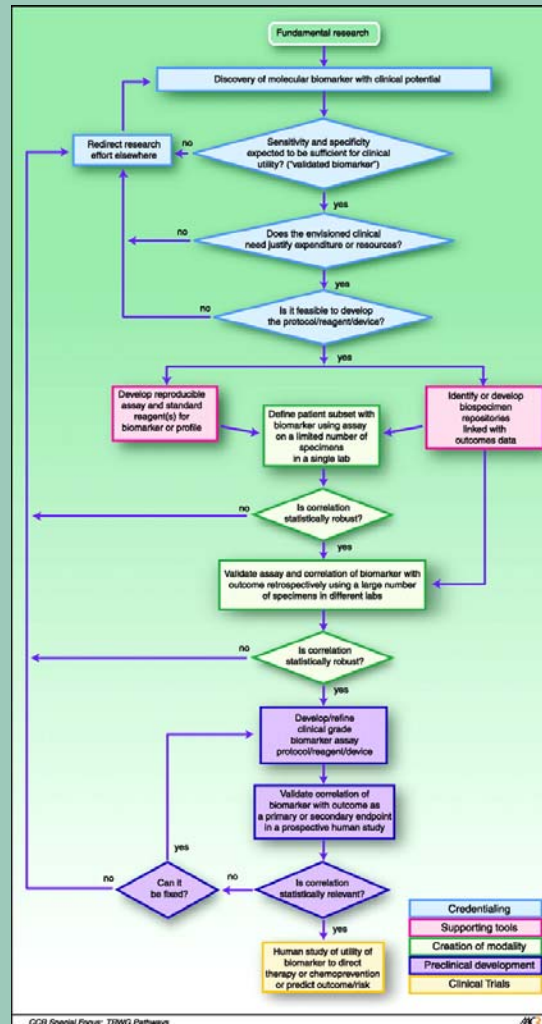 Fundamental research
Discovery of molecular biomarker with clinical potential
Redirect research
effort elsewhere
no
Sensitivity and specificity
expected to be sufficient for clinical
utility? ("validated biomarker")
yes
no
Does the envisioned clinical
need justify expenditure or resources?
yes
no
Is it feasible to develop
the protocol/reagent/device?
yes
Develop reproducible
assay and standard
reagent(s) for
biomarker or profile
Define patient subset with
biomarker using assay
on a limited number of
specimens
in a single lab
Identify or develop
biospecimen
repositories
linked with
outcomes data
no
Is correlation
statistically robust?
yes
Validate assay and correlation of biomarker with
outcome retrospectively using a large number
of specimens in different labs
no
Is correlation
statistically robust?
yes
Develop/refine
clinical grade
biomarker assay
protocol/reagent/device
Validate correlation of
biomarker with outcome as
a primary or secondary endpoint
in a prospective human study
yes
no
Can it
be fixed?
no
Is correlation
statistically relevant?
yes
Human study of utility of
biomarker to direct
therapy or chemoprevention
or predict outcome/risk
Credentialing
Supporting tools
Creation of modality
Preclinical development
Clinical Trials
CCR Special Focus: TRWG Pathways